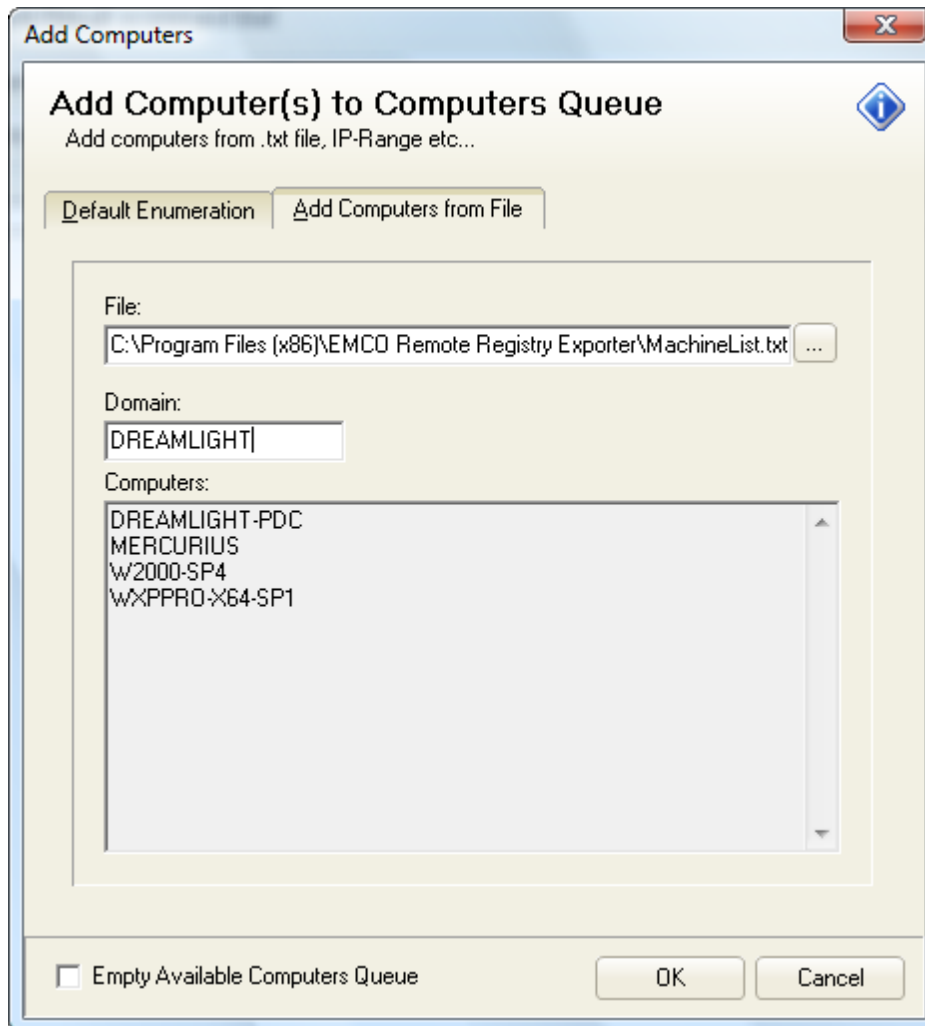 Add Computers
Add Computer(s) to Computers Queue
Add computers from .txt file, IP-Range etc...
Default Enumeration
Add Computers from File
File:
C:\Program Files (x86)\EMCO Remote Registry Exporter\MachineList.txt
...
Domain:
DREAMLIGHT
Computers:
DREAMLIGHT-PDC
MERCURIUS
W2000-SP4
WXPPRO-X64-SP1
Empty Available Computers Queue
OK
Cancel